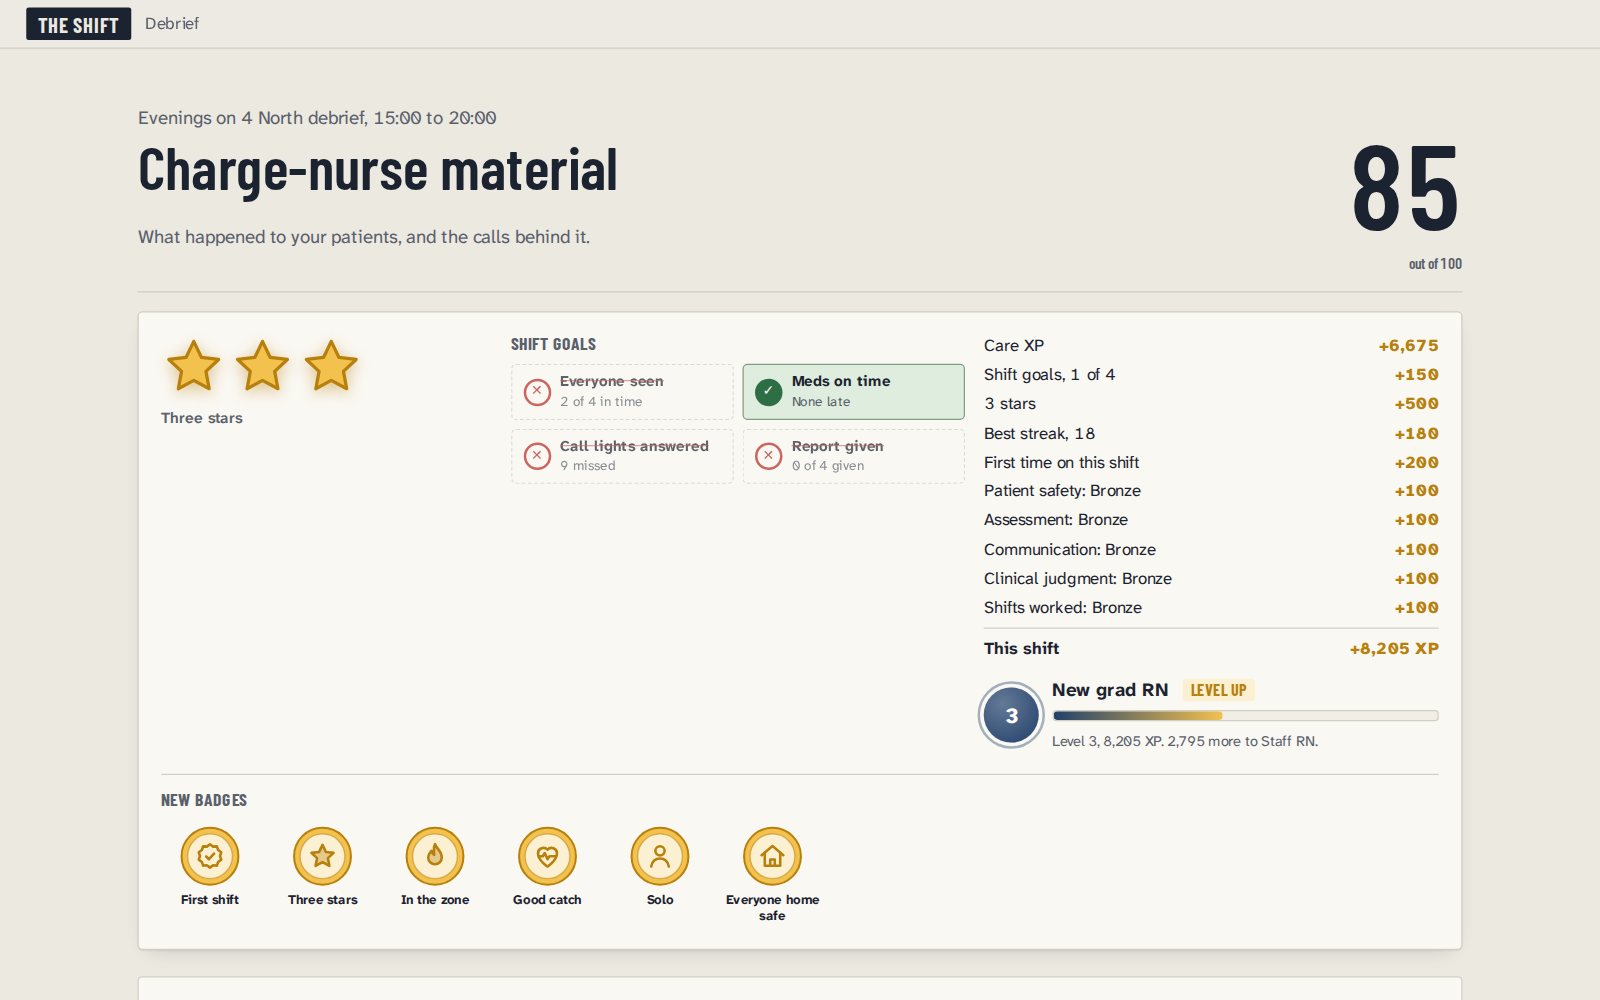 THE SHIFT Debrief
Evenings on 4 North debrief, 15:00 to 20:00
Charge-nurse material
What happened to your patients, and the calls behind it.
85
out of 100
Three stars
SHIFT GOALS
Everyone seen
2 of 4 in time
Meds on time
None late
Call lights answered
9 missed
Report given
0 of 4 given
Care XP +6,675
Shift goals, 1 of 4 +150
3 stars +500
Best streak, 18 +180
First time on this shift +200
Patient safety: Bronze +100
Assessment: Bronze +100
Communication: Bronze +100
Clinical judgment: Bronze +100
Shifts worked: Bronze +100
This shift +8,205 XP
3
New grad RN LEVEL UP
Level 3, 8,205 XP. 2,795 more to Staff RN.
NEW BADGES
First shift
Three stars
In the zone
Good catch
Solo
Everyone home
safe